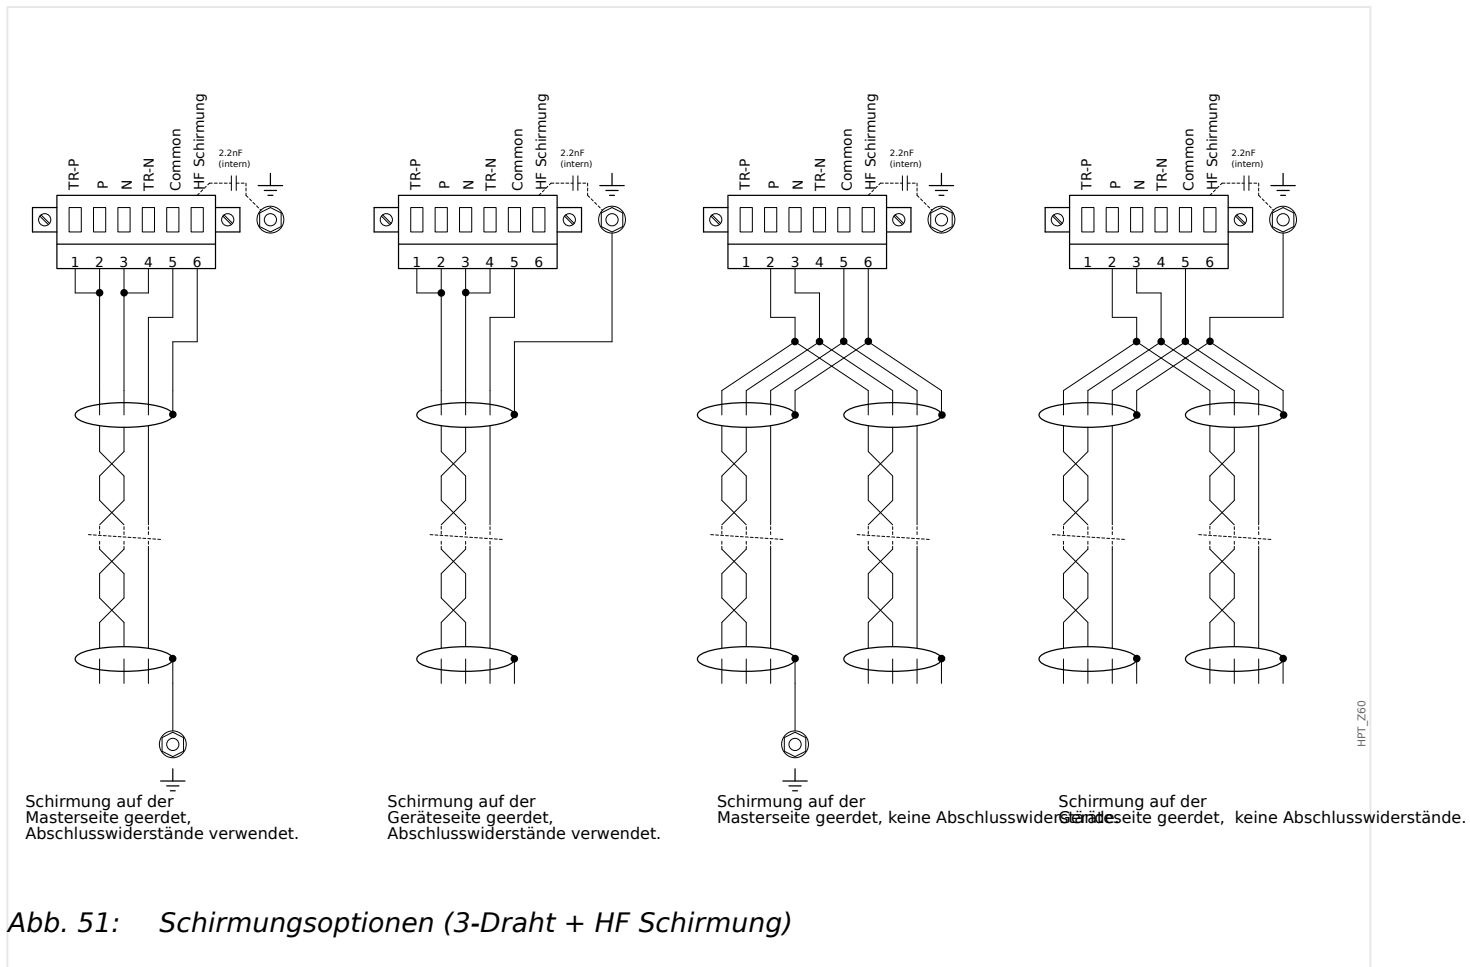 TR-P
P
N
TR-N
Common
HF Schirmung
2.2nF
(intern)
1 2 3 4 5 6
TR-P
P
N
TR-N
Common
HF Schirmung
2.2nF
(intern)
1 2 3 4 5 6
TR-P
P
N
TR-N
Common
HF Schirmung
2.2nF
(intern)
1 2 3 4 5 6
TR-P
P
N
TR-N
Common
HF Schirmung
2.2nF
(intern)
1 2 3 4 5 6
HPT_Z60
Schirmung auf der
Masterseite geerdet,
Abschlusswiderstände verwendet.
Schirmung auf der
Geräteseite geerdet,
Abschlusswiderstände verwendet.
Schirmung auf der
Masterseite geerdet, keine Abschlusswiderstände.
Schirmung auf der
Geräteseite geerdet, keine Abschlusswiderstände.
Abb. 51: Schirmungsoptionen (3-Draht + HF Schirmung)